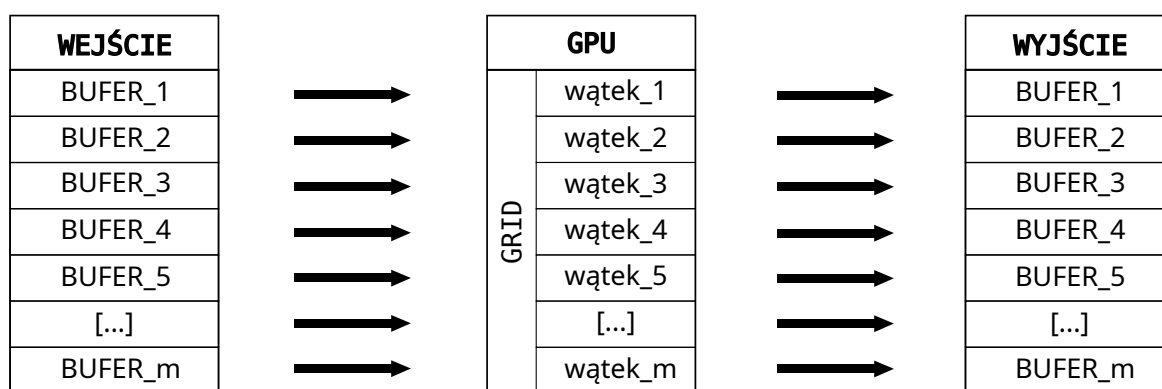 WEJŚCIE GPU WYJŚCIE
BUFER_1 wątek_1 BUFER_1
BUFER_2 wątek_2 BUFER_2
BUFER_3 wątek_3 BUFER_3
GRID
BUFER_4 wątek_4 BUFER_4
BUFER_5 wątek_5 BUFER_5
[...] [...] [...]
BUFER_m wątek_m BUFER_m